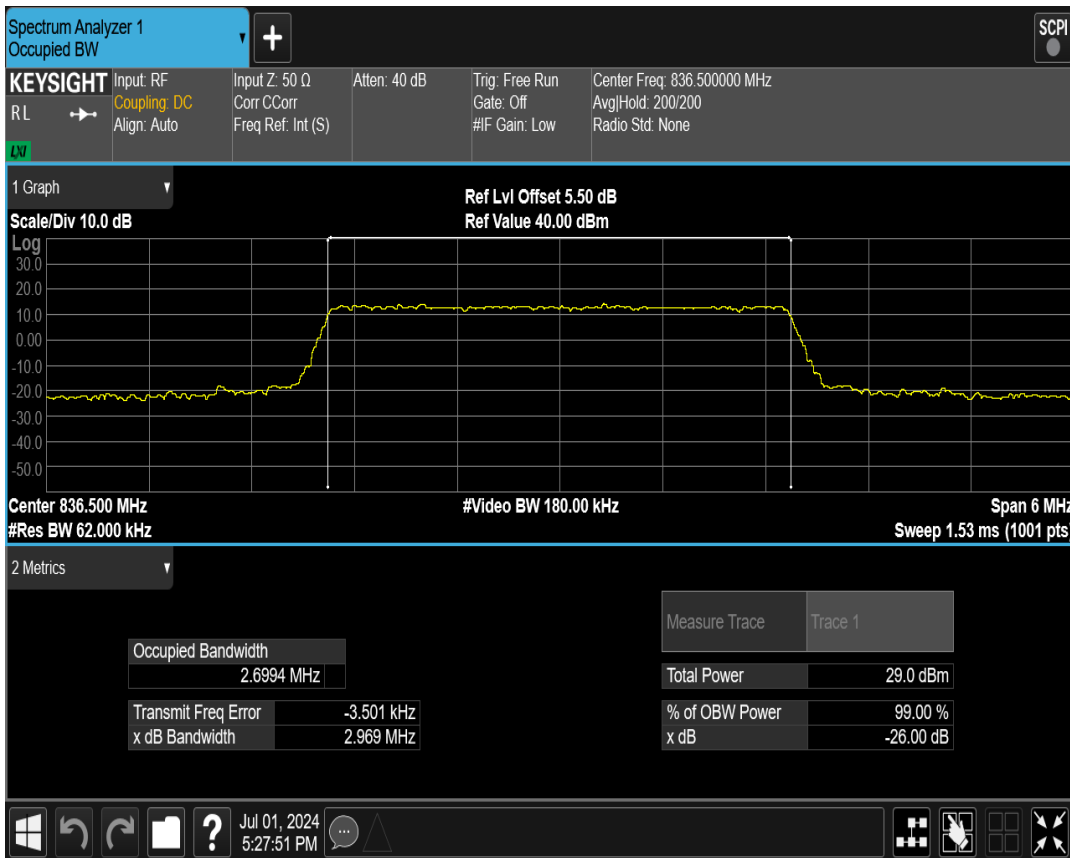 Spectrum Analyzer 1
Occupied BW
+
SCPI
KEYSIGHT
RL
LXI
Input: RF
Coupling: DC
Align: Auto
Input Z: 50 Ω
Corr CCorr
Freq Ref: Int (S)
Atten: 40 dB
Trig: Free Run
Gate: Off
#IF Gain: Low
Center Freq: 836.500000 MHz
Avg|Hold: 200/200
Radio Std: None
1 Graph
Scale/Div 10.0 dB
Ref Lvl Offset 5.50 dB
Ref Value 40.00 dBm
Log
30.0
20.0
10.0
0.00
-10.0
-20.0
-30.0
-40.0
-50.0
Center 836.500 MHz
#Video BW 180.00 kHz
Span 6 MHz
#Res BW 62.000 kHz
Sweep 1.53 ms (1001 pts)
2 Metrics
Measure Trace Trace 1
Occupied Bandwidth
2.6994 MHz
Total Power 29.0 dBm
Transmit Freq Error -3.501 kHz
% of OBW Power 99.00 %
x dB Bandwidth 2.969 MHz
x dB -26.00 dB
?
Jul 01, 2024
5:27:51 PM